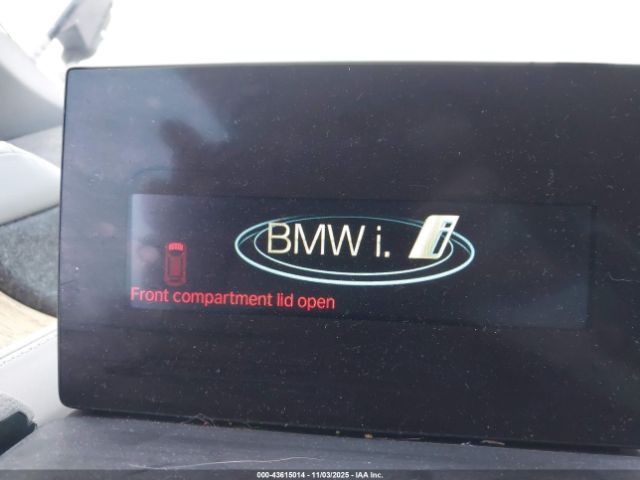 BMW i. i
Front compartment lid open
000-43615014 - 11/03/2025 - IAA Inc.